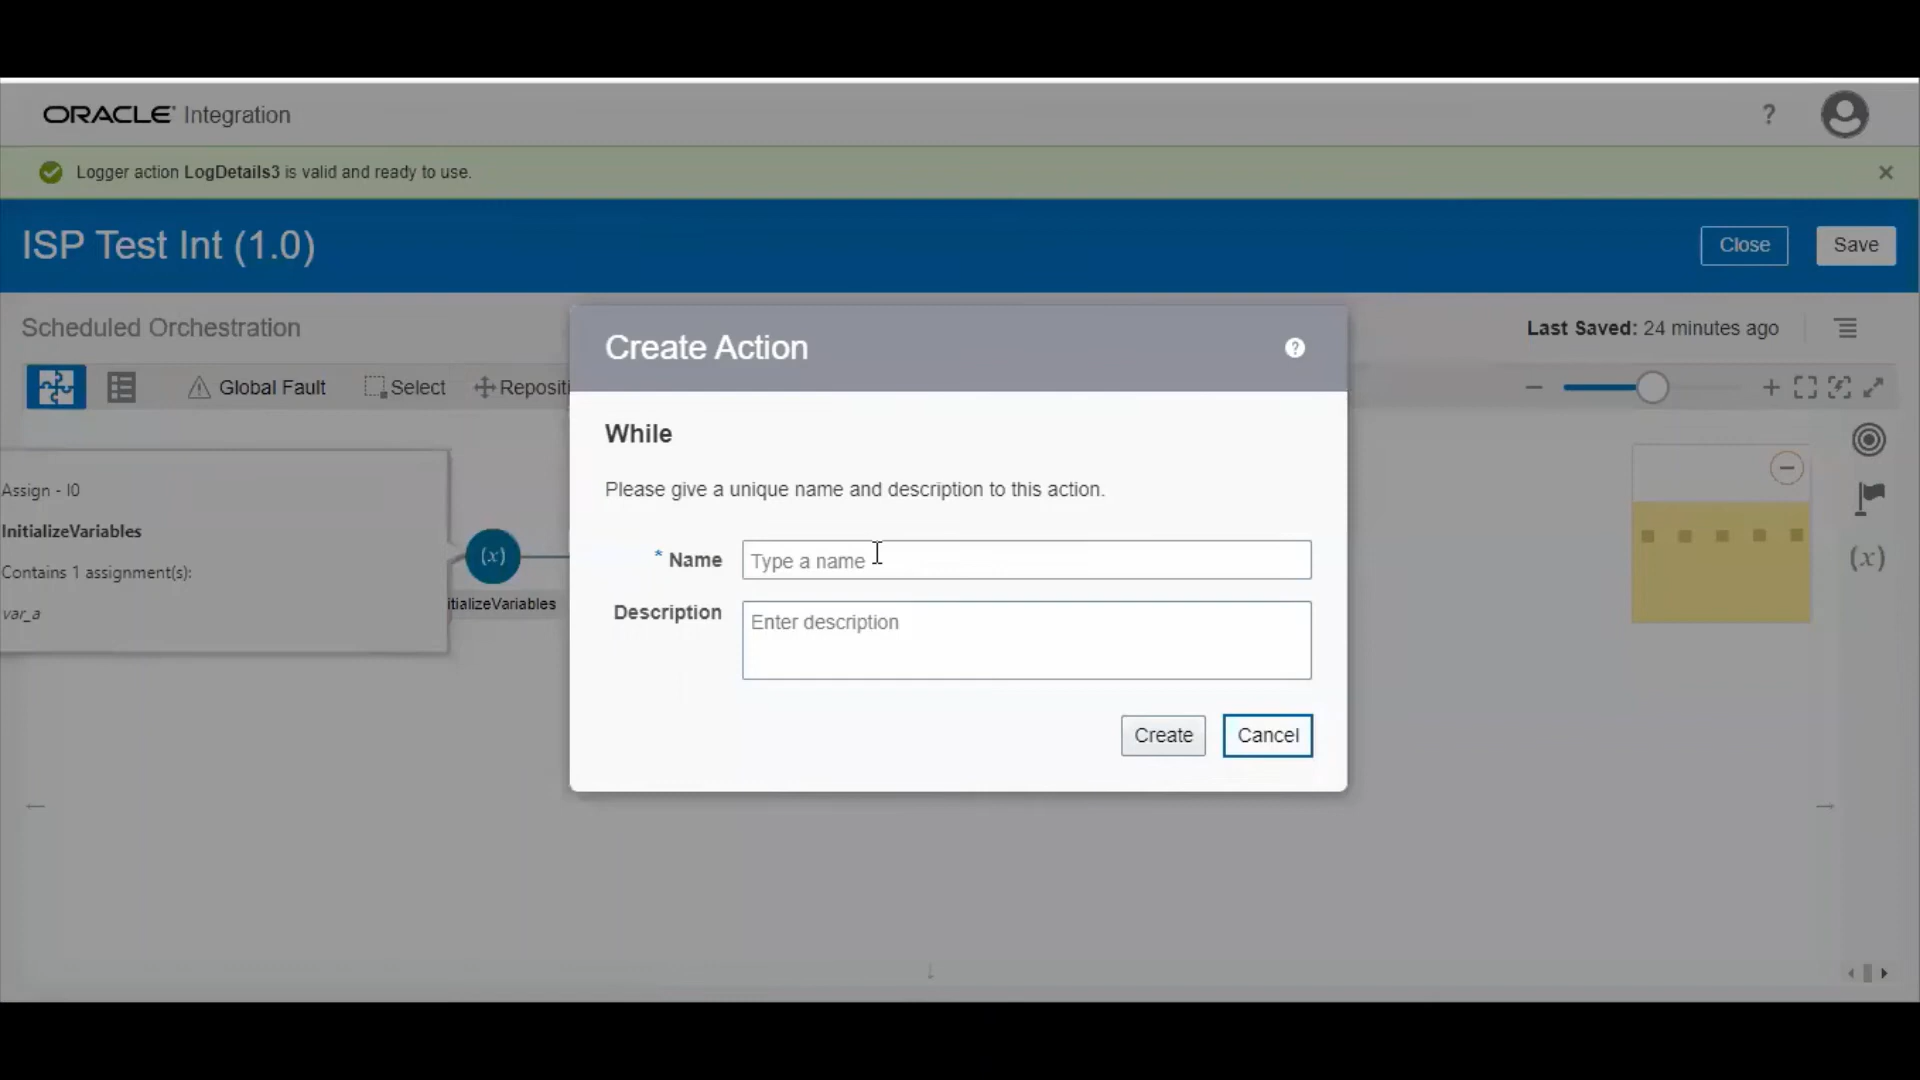 ORACLE Integration
?
Logger action LogDetails3 is valid and ready to use.
ISP Test Int (1.0)
Close
Save
Scheduled Orchestration
Last Saved: 24 minutes ago
Global Fault
Select
Repositi
Create Action
?
While
Please give a unique name and description to this action.
* Name
Type a name
Description
Enter description
Create
Cancel
Assign - I0
InitializeVariables
Contains 1 assignment(s):
var_a
(x)
itializeVariables
(x)